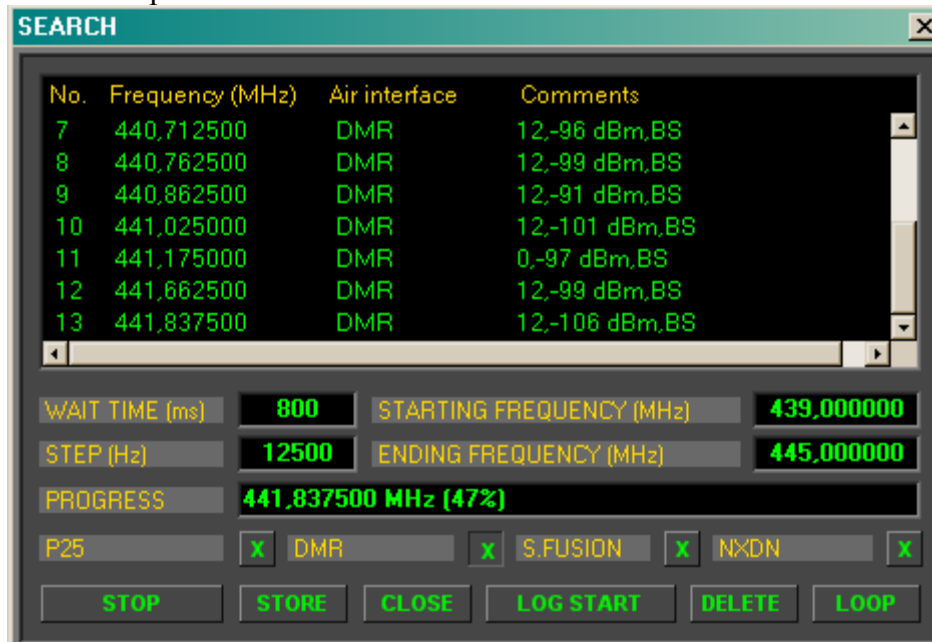 SEARCH
No. Frequency (MHz) Air interface Comments
7 440,712500 DMR 12,-96 dBm,BS
8 440,762500 DMR 12,-99 dBm,BS
9 440,862500 DMR 12,-91 dBm,BS
10 441,025000 DMR 12,-101 dBm,BS
11 441,175000 DMR 0,-97 dBm,BS
12 441,662500 DMR 12,-99 dBm,BS
13 441,837500 DMR 12,-106 dBm,BS
WAIT TIME (ms) 800 STARTING FREQUENCY (MHz) 439,000000
STEP (Hz) 12500 ENDING FREQUENCY (MHz) 445,000000
PROGRESS 441,837500 MHz (47%)
P25 X DMR X S.FUSION X NXDN X
STOP STORE CLOSE LOG START DELETE LOOP